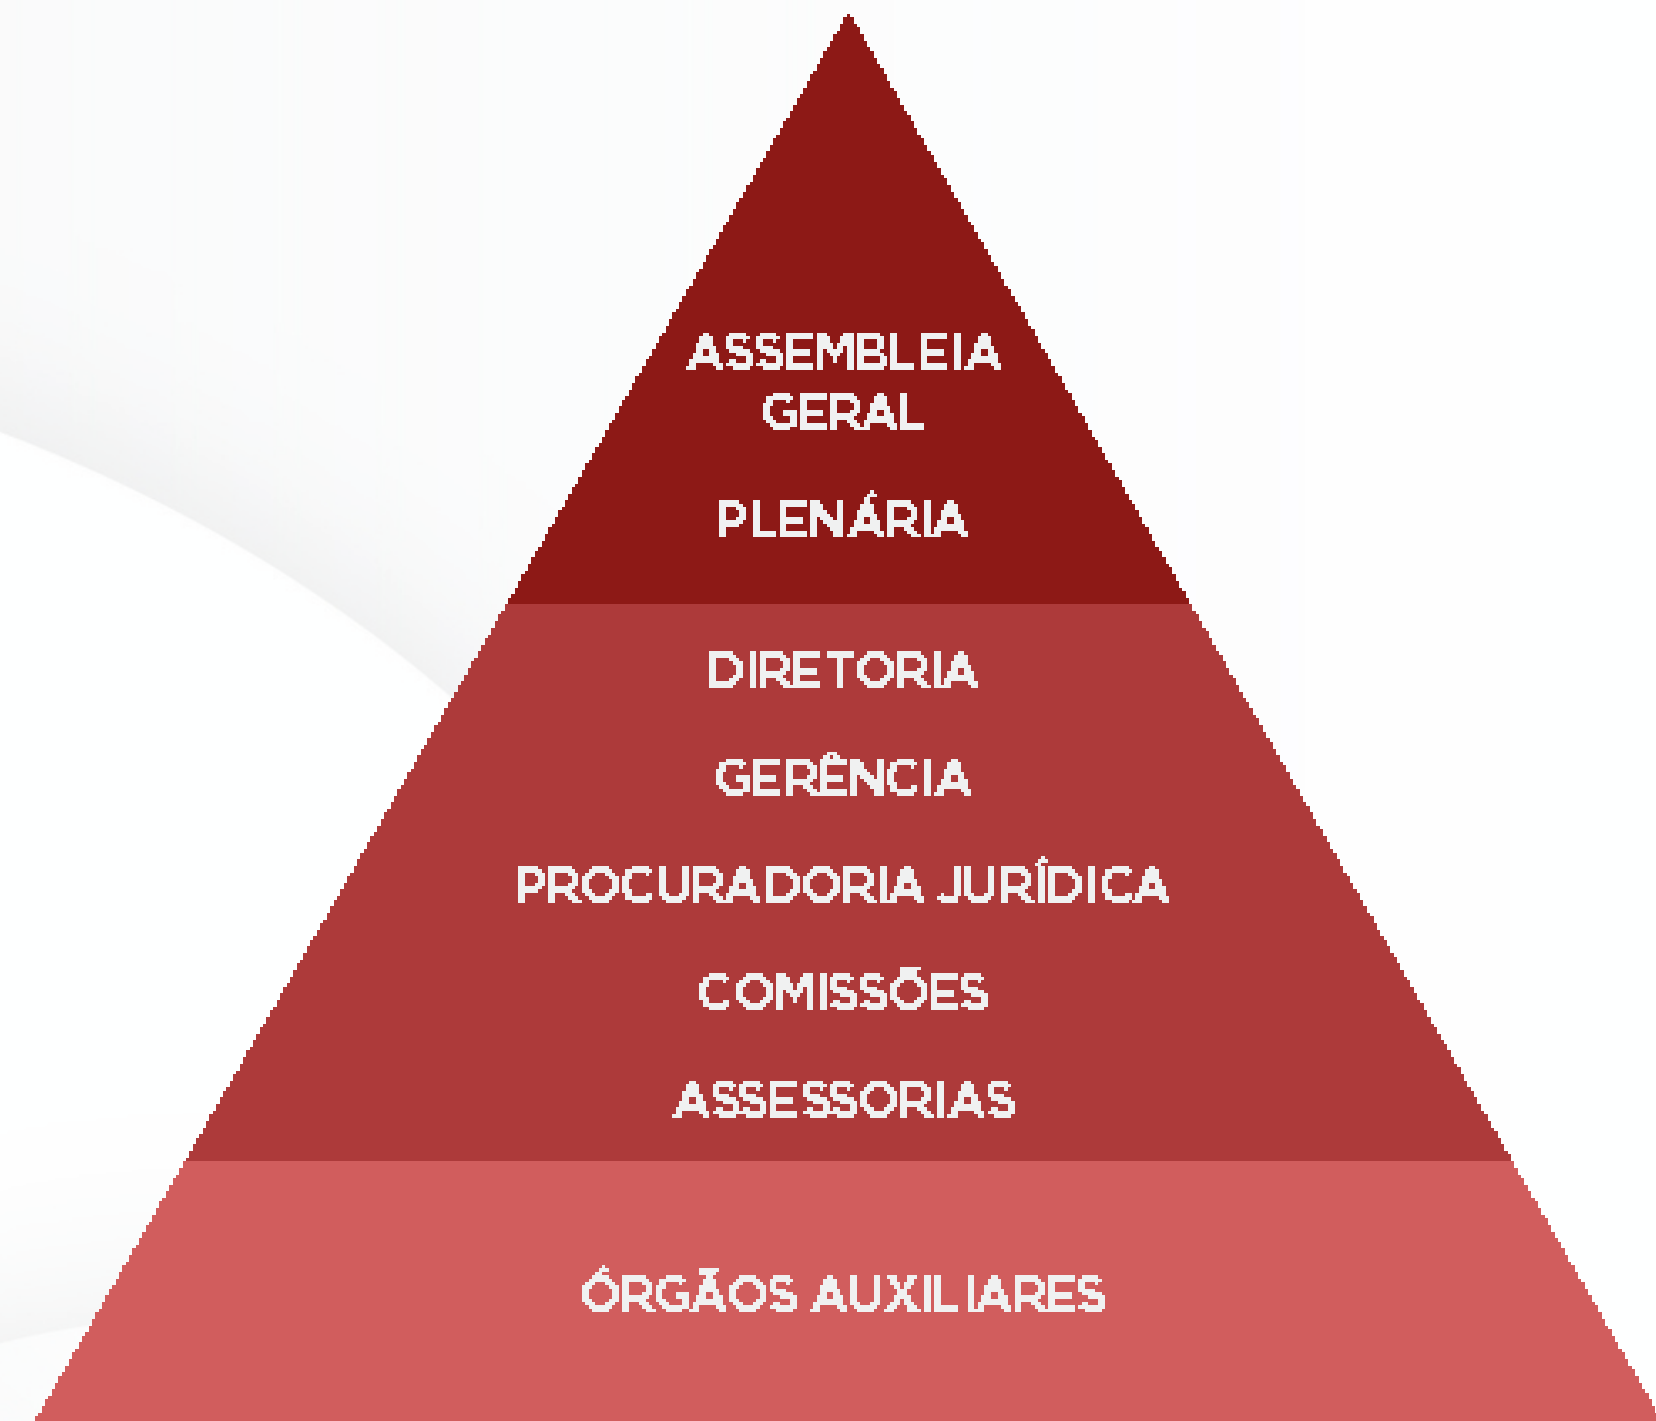 ASSEMBLEIA
GERAL
PLENÁRIA
DIRETORIA
GERÊNCIA
PROCURADORIA JURÍDICA
COMISSÕES
ASSESSORIAS
ÓRGÃOS AUXILIARES